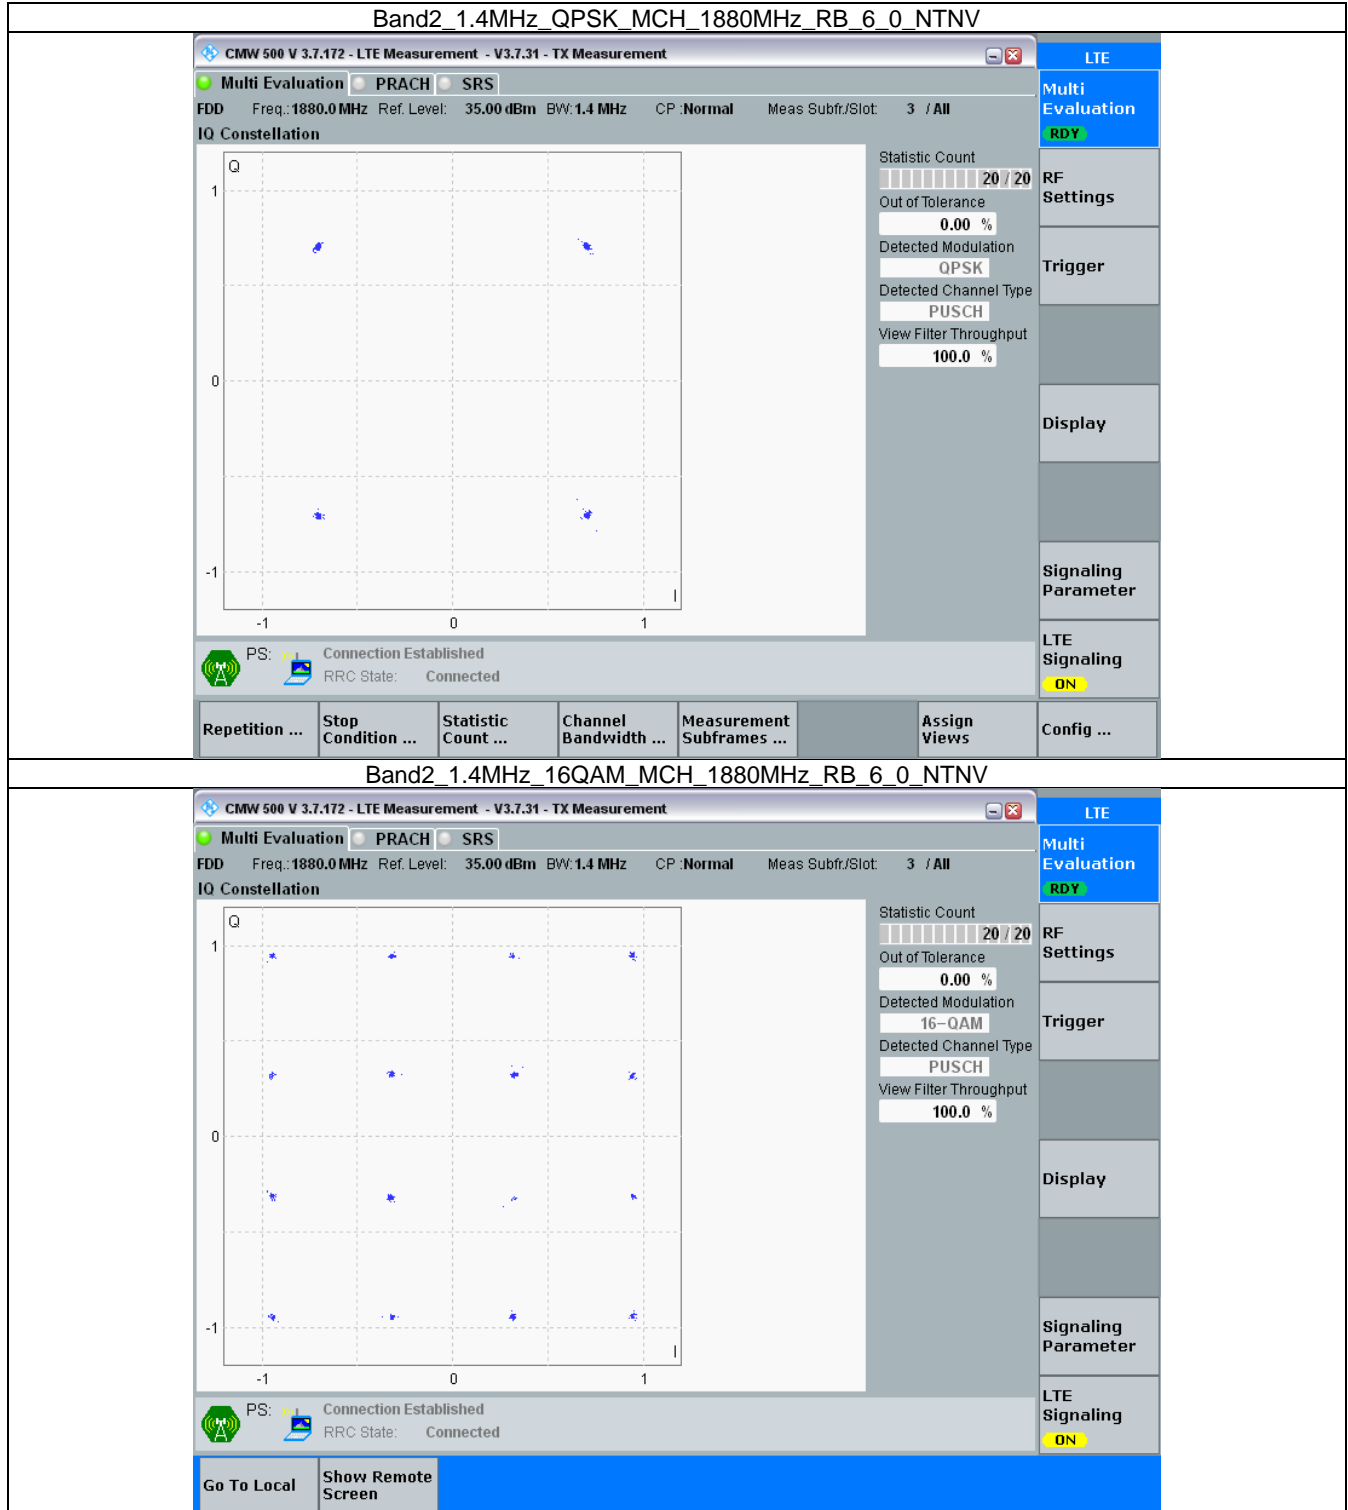 Band2_1.4MHz_QPSK_MCH_1880MHz_RB_6_0_NTNV
CMW 500 V 3.7.172 - LTE Measurement - V3.7.31 - TX Measurement
LTE
Multi Evaluation PRACH SRS
Multi
Evaluation
RDY
FDD Freq.:1880.0 MHz Ref. Level: 35.00 dBm BW:1.4 MHz CP :Normal Meas Subfr./Slot: 3 / All
IQ Constellation
Q
1
0
-1
I
-1 0 1
Statistic Count
20 / 20
Out of Tolerance
0.00 %
Detected Modulation
QPSK
Detected Channel Type
PUSCH
View Filter Throughput
100.0 %
RF
Settings
Trigger
Display
Signaling
Parameter
LTE
Signaling
ON
PS: Connection Established
RRC State: Connected
Repetition ...
Stop
Condition ...
Statistic
Count ...
Channel
Bandwidth ...
Measurement
Subframes ...
Assign
Views
Config ...
Band2_1.4MHz_16QAM_MCH_1880MHz_RB_6_0_NTNV
CMW 500 V 3.7.172 - LTE Measurement - V3.7.31 - TX Measurement
LTE
Multi Evaluation PRACH SRS
Multi
Evaluation
RDY
FDD Freq.:1880.0 MHz Ref. Level: 35.00 dBm BW:1.4 MHz CP :Normal Meas Subfr./Slot: 3 / All
IQ Constellation
Q
1
0
-1
I
-1 0 1
Statistic Count
20 / 20
Out of Tolerance
0.00 %
Detected Modulation
16-QAM
Detected Channel Type
PUSCH
View Filter Throughput
100.0 %
RF
Settings
Trigger
Display
Signaling
Parameter
LTE
Signaling
ON
PS: Connection Established
RRC State: Connected
Go To Local
Show Remote
Screen